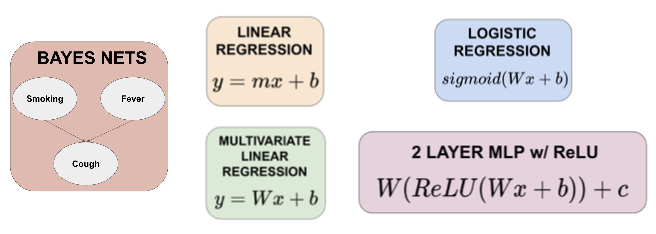 BAYES NETS
Smoking
Fever
Cough
LINEAR
REGRESSION
y = mx + b
MULTIVARIATE
LINEAR
REGRESSION
y = Wx + b
LOGISTIC
REGRESSION
sigmoid(Wx + b)
2 LAYER MLP w/ ReLU
W(ReLU(Wx + b)) + c